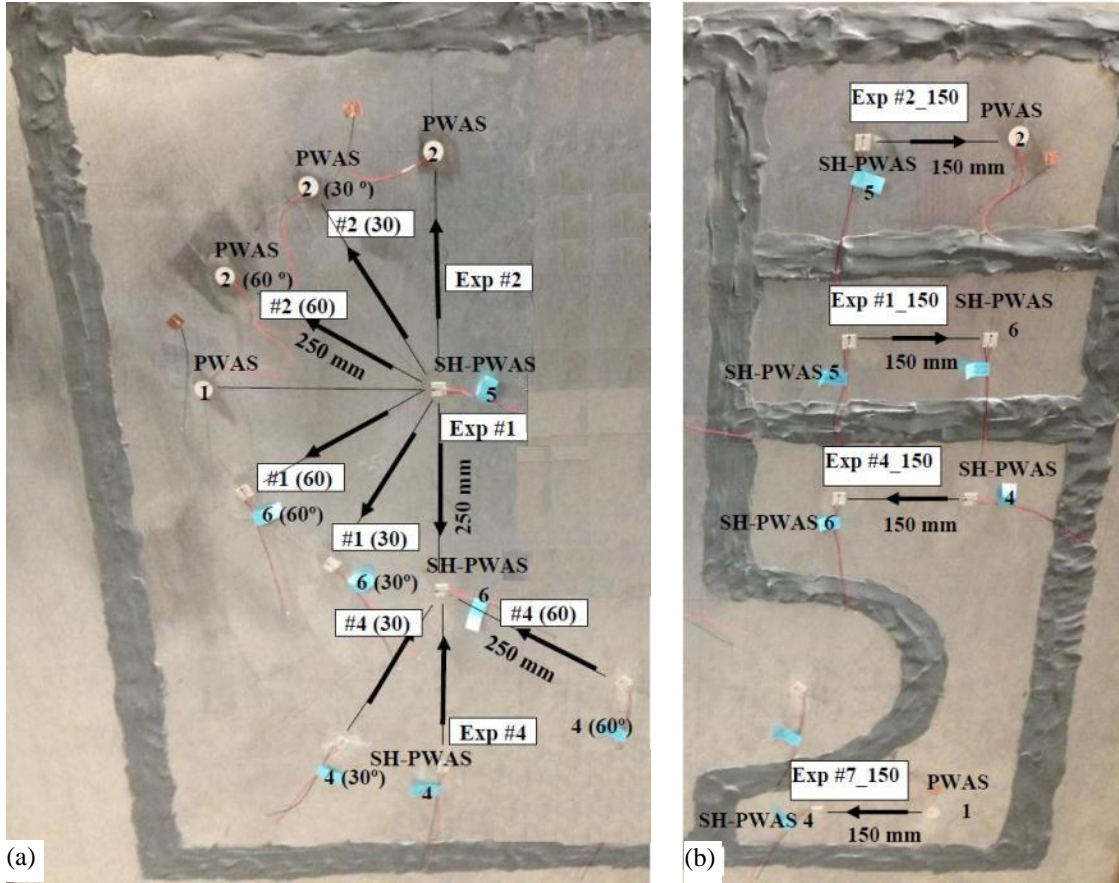 PWAS
2
PWAS
2 (30 º)
#2 (30)
PWAS
2 (60 º)
#2 (60)
Exp #2
250 mm
PWAS
1
SH-PWAS
5
Exp #1
#1 (60)
6 (60º)
250 mm
#1 (30)
6 (30º)
SH-PWAS
6
#4 (30)
#4 (60)
250 mm
Exp #4
4 (60º)
4 (30º)
SH-PWAS
4
(a)
Exp #2_150
PWAS
2
150 mm
SH-PWAS
5
Exp #1_150
SH-PWAS
6
150 mm
SH-PWAS 5
Exp #4_150
SH-PWAS
4
150 mm
SH-PWAS 6
Exp #7_150
PWAS
1
SH-PWAS 4
150 mm
(b)